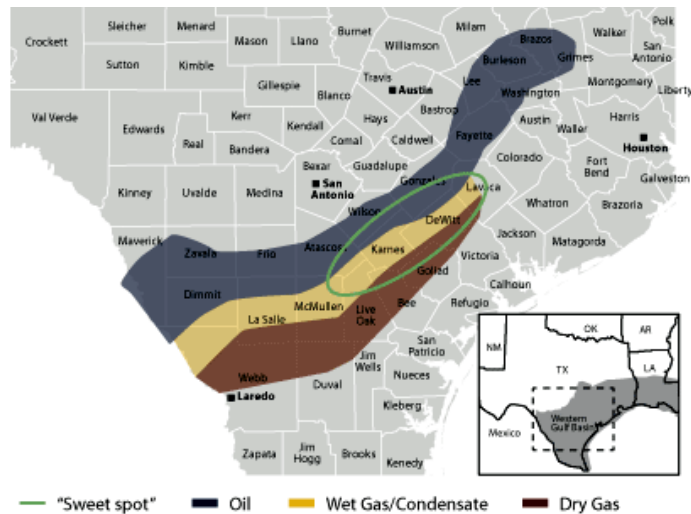 Crockett
Sleicher
Menard
Mason
Llano
Burnet
Williamson
Milam
Brazos
Walker
Polk
San
Antonio
Sutton
Kimble
Gillespie
Blanco
Travis
Austin
Lee
Burleson
Grimes
Montgomery
Liberty
Val Verde
Edwards
Real
Kerr
Bandera
Kendall
Comal
Hays
Caldwell
Bastrop
Washington
Austin
Waller
Harris
Houston
Fayette
Colorado
Fort
Bend
Galveston
Kinney
Uvalde
Medina
Bexar
San
Antonio
Guadalupe
Gonzales
Lavaca
Wilson
DeWitt
Whatron
Brazoria
Maverick
Zavala
Frio
Atascosa
Karnes
Jackson
Matagorda
Victoria
Goliad
Calhoun
Dimmit
La Salle
McMullen
Live
Oak
Bee
Refugio
San
Patricio
Webb
Laredo
Duval
Jim
Wells
Nueces
Kleberg
Zapata
Jim
Hogg
Brooks
Kenedy
NM
OK
AR
TX
LA
Mexico
Western
Gulf Basin
"Sweet spot"
Oil
Wet Gas/Condensate
Dry Gas